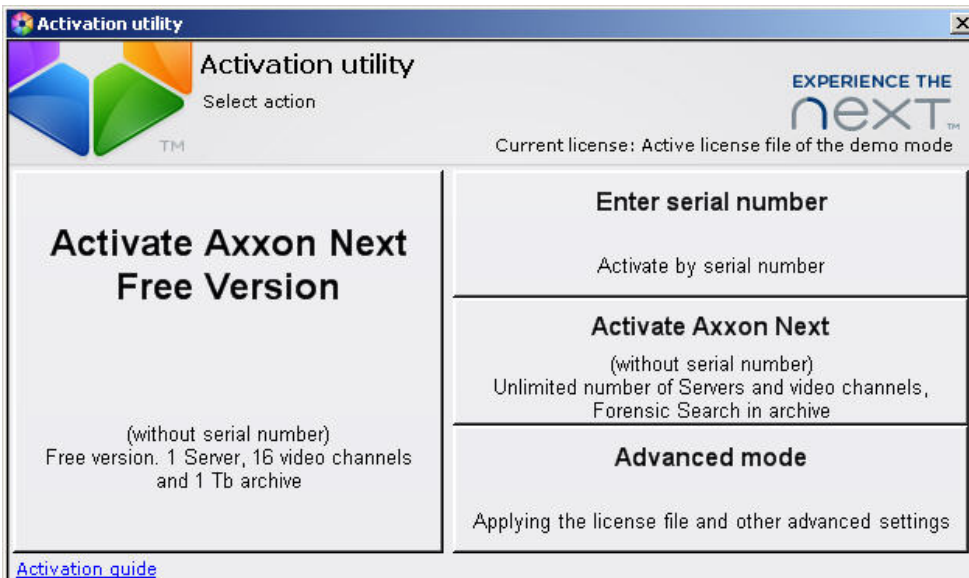 Activation utility
Activation utility
Select action
EXPERIENCE THE
next™
TM
Current license: Active license file of the demo mode
Activate Axxon Next
Free Version
(without serial number)
Free version. 1 Server, 16 video channels
and 1 Tb archive
Enter serial number
Activate by serial number
Activate Axxon Next
(without serial number)
Unlimited number of Servers and video channels,
Forensic Search in archive
Advanced mode
Applying the license file and other advanced settings
Activation guide